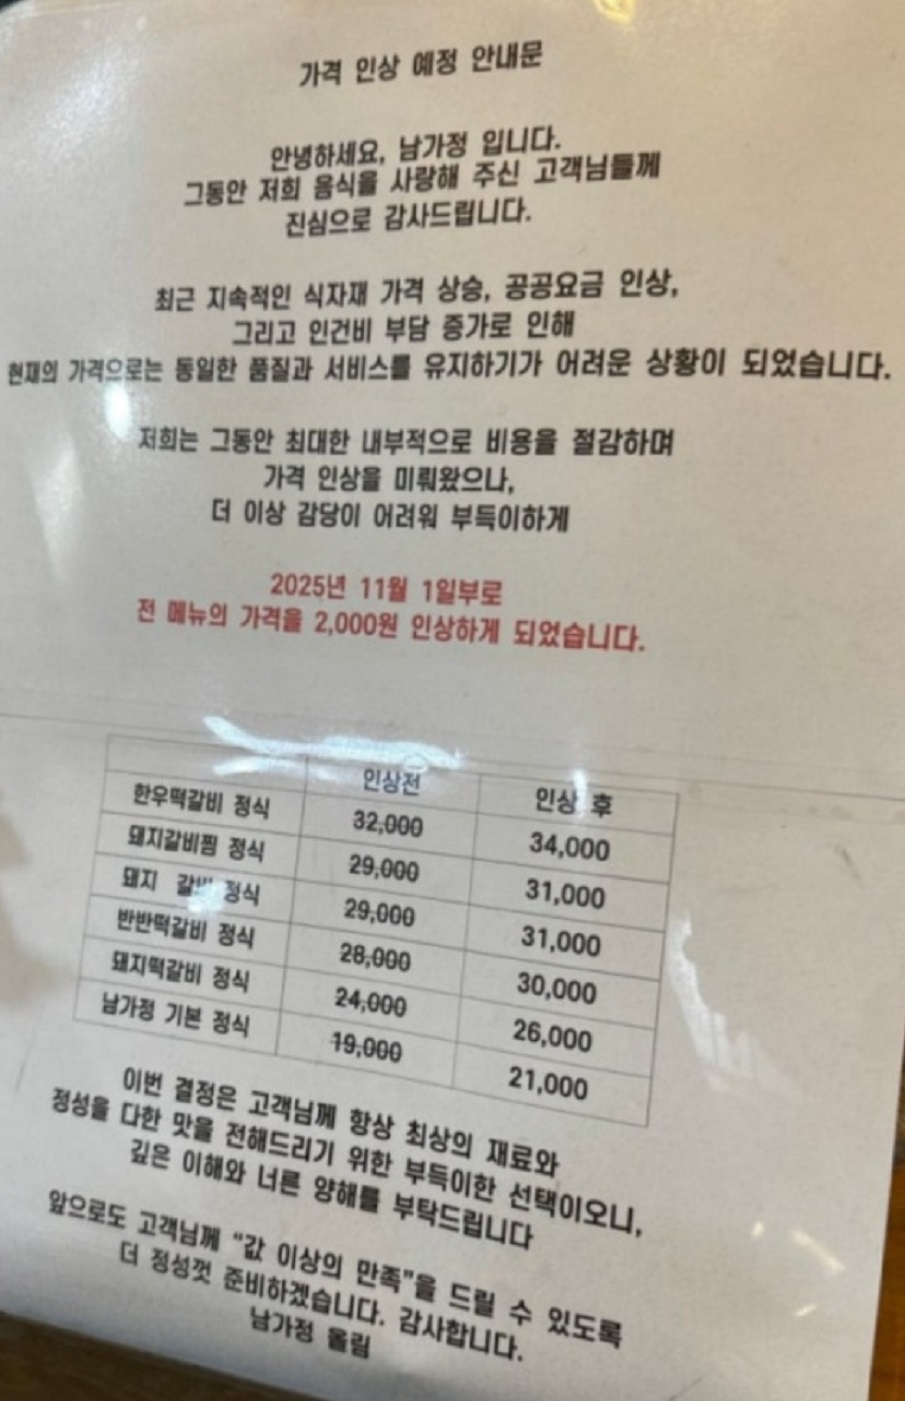 가격 인상 예정 안내문
안녕하세요, 남가정 입니다.
그동안 저희 음식을 사랑해 주신 고객님들께
진심으로 감사드립니다.
최근 지속적인 식자재 가격 상승, 공공요금 인상,
그리고 인건비 부담 증가로 인해
현재의 가격으로는 동일한 품질과 서비스를 유지하기가 어려운 상황이 되었습니다.
저희는 그동안 최대한 내부적으로 비용을 절감하며
가격 인상을 미뤄왔으나,
더 이상 감당이 어려워 부득이하게
2025년 11월 1일부로
전 메뉴의 가격을 2,000원 인상하게 되었습니다.
인상전 인상 후
한우떡갈비 정식 32,000 34,000
돼지갈비찜 정식 29,000 31,000
돼지 갈비 정식 29,000 31,000
반반떡갈비 정식 28,000 30,000
돼지떡갈비 정식 24,000 26,000
남가정 기본 정식 19,000 21,000
이번 결정은 고객님께 항상 최상의 재료와
정성을 다한 맛을 전해드리기 위한 부득이한 선택이오니,
깊은 이해와 너른 양해를 부탁드립니다
앞으로도 고객님께 "값 이상의 만족"을 드릴 수 있도록
더 정성껏 준비하겠습니다. 감사합니다.
남가정 올림